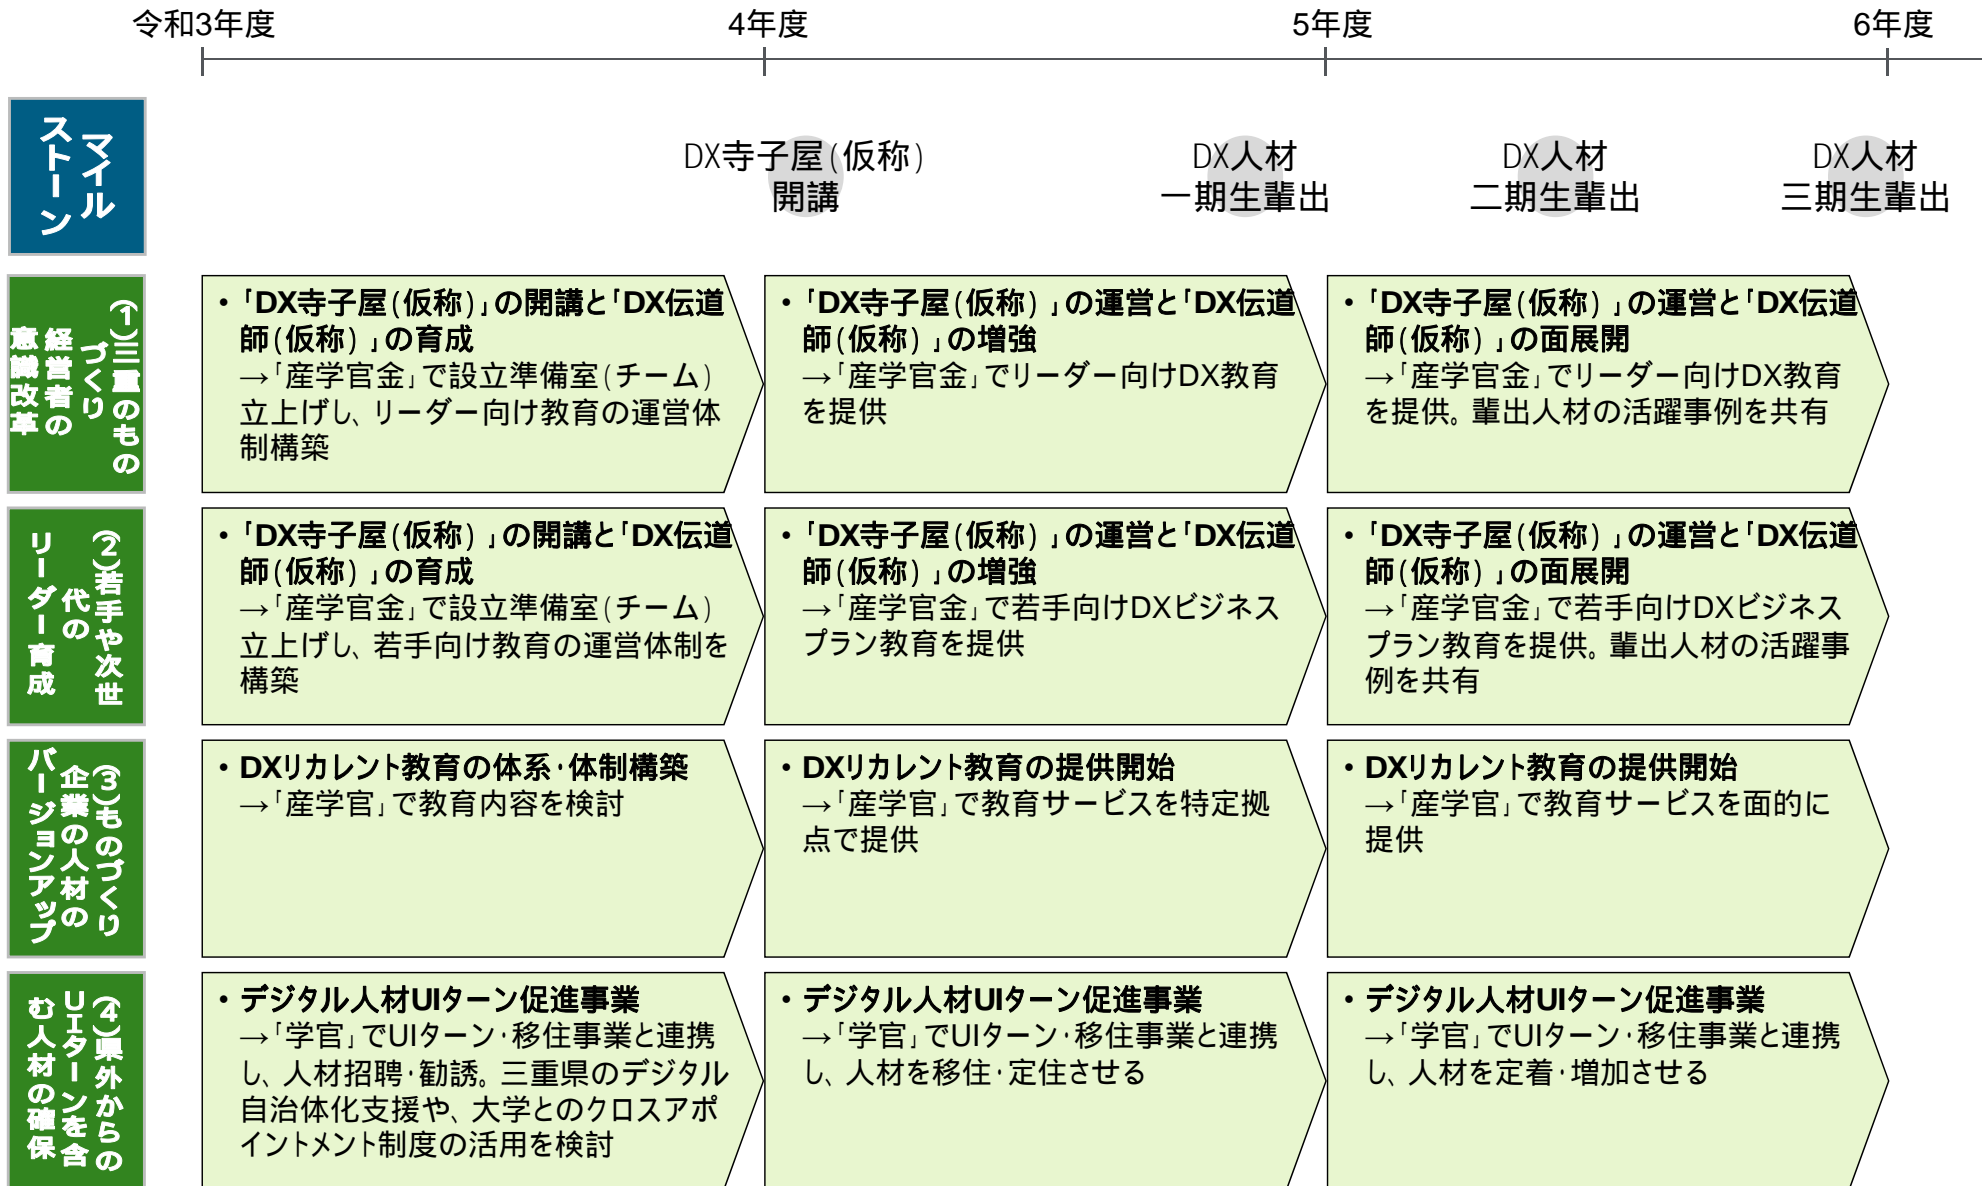 令和3年度
4年度
5年度
6年度
マイル
ストーン
DX寺子屋(仮称)
開講
DX人材
一期生輩出
DX人材
二期生輩出
DX人材
三期生輩出
(1)三重のもの
づくり
経営者の
意識改革
・「DX寺子屋(仮称)」の開講と「DX伝道
師(仮称)」の育成
→「産学官金」で設立準備室(チーム)
立上げし、リーダー向け教育の運営体
制構築
・「DX寺子屋(仮称)」の運営と「DX伝道
師(仮称)」の増強
→「産学官金」でリーダー向けDX教育
を提供
・「DX寺子屋(仮称)」の運営と「DX伝道
師(仮称)」の面展開
→「産学官金」でリーダー向けDX教育
を提供。輩出人材の活躍事例を共有
(2)若手や次世
代の
リーダー育成
・「DX寺子屋(仮称)」の開講と「DX伝道
師(仮称)」の育成
→「産学官金」で設立準備室(チーム)
立上げし、若手向け教育の運営体制を
構築
・「DX寺子屋(仮称)」の運営と「DX伝道
師(仮称)」の増強
→「産学官金」で若手向けDXビジネス
プラン教育を提供
・「DX寺子屋(仮称)」の運営と「DX伝道
師(仮称)」の面展開
→「産学官金」で若手向けDXビジネス
プラン教育を提供。輩出人材の活躍事
例を共有
(3)ものづくり
企業の人材の
バージョンアップ
・DXリカレント教育の体系・体制構築
→「産学官」で教育内容を検討
・DXリカレント教育の提供開始
→「産学官」で教育サービスを特定拠
点で提供
・DXリカレント教育の提供開始
→「産学官」で教育サービスを面的に
提供
(4)県外からの
UIターンを含
む人材の確保
・デジタル人材UIターン促進事業
→「学官」でUIターン・移住事業と連携
し、人材招聘・勧誘。三重県のデジタル
自治体化支援や、大学とのクロスアポ
イントメント制度の活用を検討
・デジタル人材UIターン促進事業
→「学官」でUIターン・移住事業と連携
し、人材を移住・定住させる
・デジタル人材UIターン促進事業
→「学官」でUIターン・移住事業と連携
し、人材を定着・増加させる